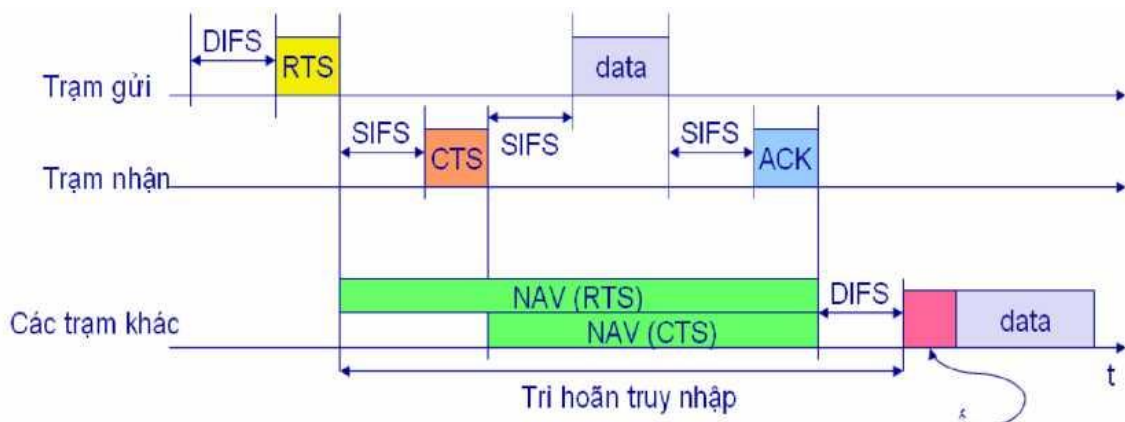 DIFS
RTS
data
Trạm gửi
SIFS
CTS
SIFS
SIFS
ACK
Trạm nhận
NAV (RTS)
DIFS
NAV (CTS)
data
Các trạm khác
t
Tri hoãn truy nhập